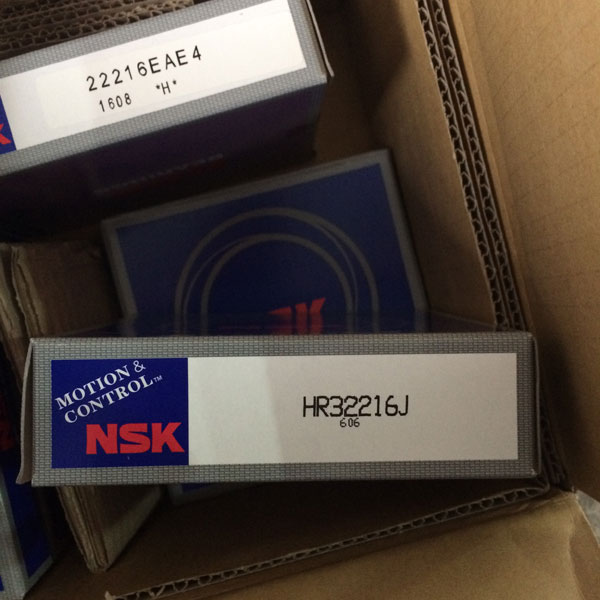 22216EAE4
1608 *H*
MOTION &
CONTROL™
NSK
HR32216J
606